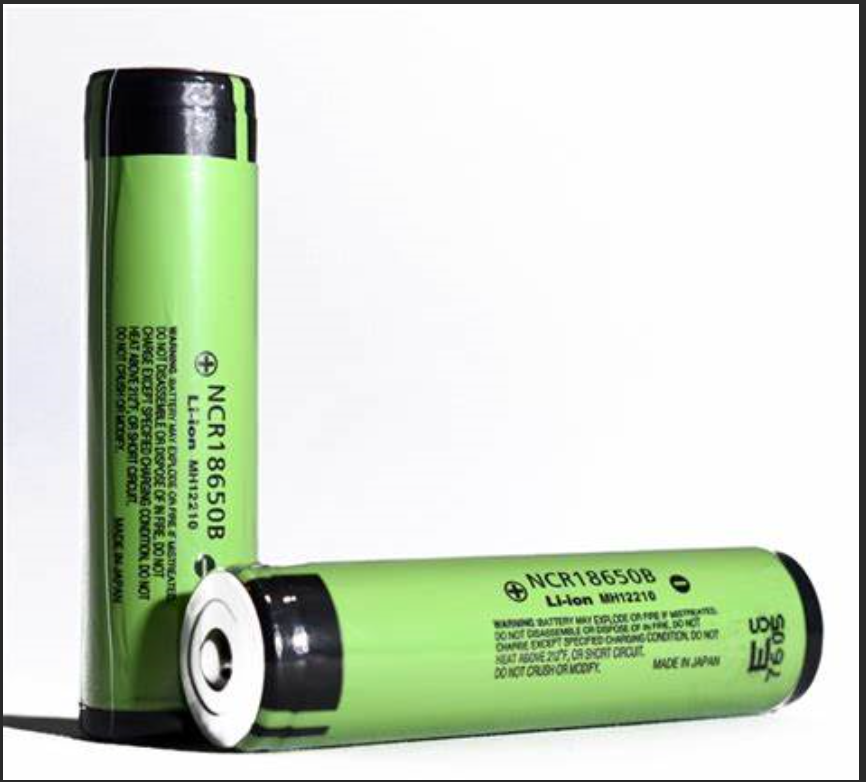 ⊕ NCR18650B ⊖
Li-ion MH12210
WARNING: BATTERY MAY EXPLODE OR FIRE IF MISTREATED.
DO NOT DISASSEMBLE OR DISPOSE OF IN FIRE, DO NOT
CHARGE EXCEPT SPECIFIED CHARGING CONDITION, DO NOT
HEAT ABOVE 212°F, OR SHORT CIRCUIT.
DO NOT CRUSH OR MODIFY.
MADE IN JAPAN
⊕ NCR18650B ⊖
Li-ion MH12210
WARNING: BATTERY MAY EXPLODE OR FIRE IF MISTREATED.
DO NOT DISASSEMBLE OR DISPOSE OF IN FIRE, DO NOT
CHARGE EXCEPT SPECIFIED CHARGING CONDITION, DO NOT
HEAT ABOVE 212°F, OR SHORT CIRCUIT.
DO NOT CRUSH OR MODIFY. MADE IN JAPAN
7605